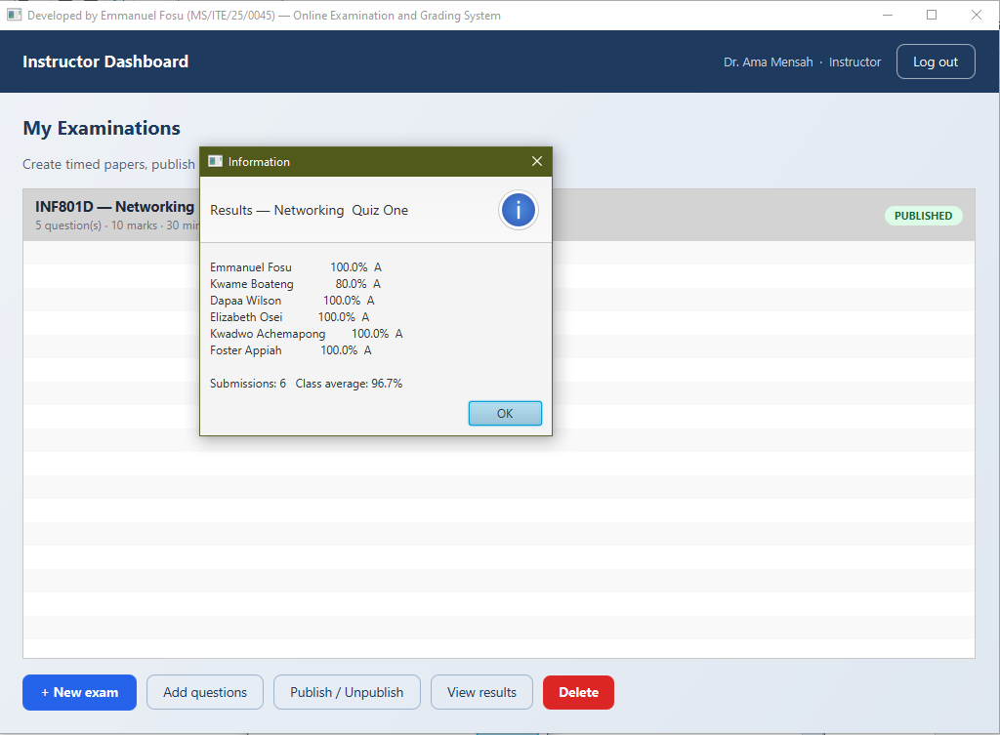 Developed by Emmanuel Fosu (MS/ITE/25/0045) — Online Examination and Grading System
Instructor Dashboard
Dr. Ama Mensah · Instructor
Log out
My Examinations
Create timed papers, publish
Information
Results — Networking  Quiz One
INF801D — Networking
5 question(s) · 10 marks · 30 min
PUBLISHED
Emmanuel Fosu 100.0% A
Kwame Boateng 80.0% A
Dapaa Wilson 100.0% A
Elizabeth Osei 100.0% A
Kwadwo Achemapong 100.0% A
Foster Appiah 100.0% A
Submissions: 6 Class average: 96.7%
OK
+ New exam
Add questions
Publish / Unpublish
View results
Delete